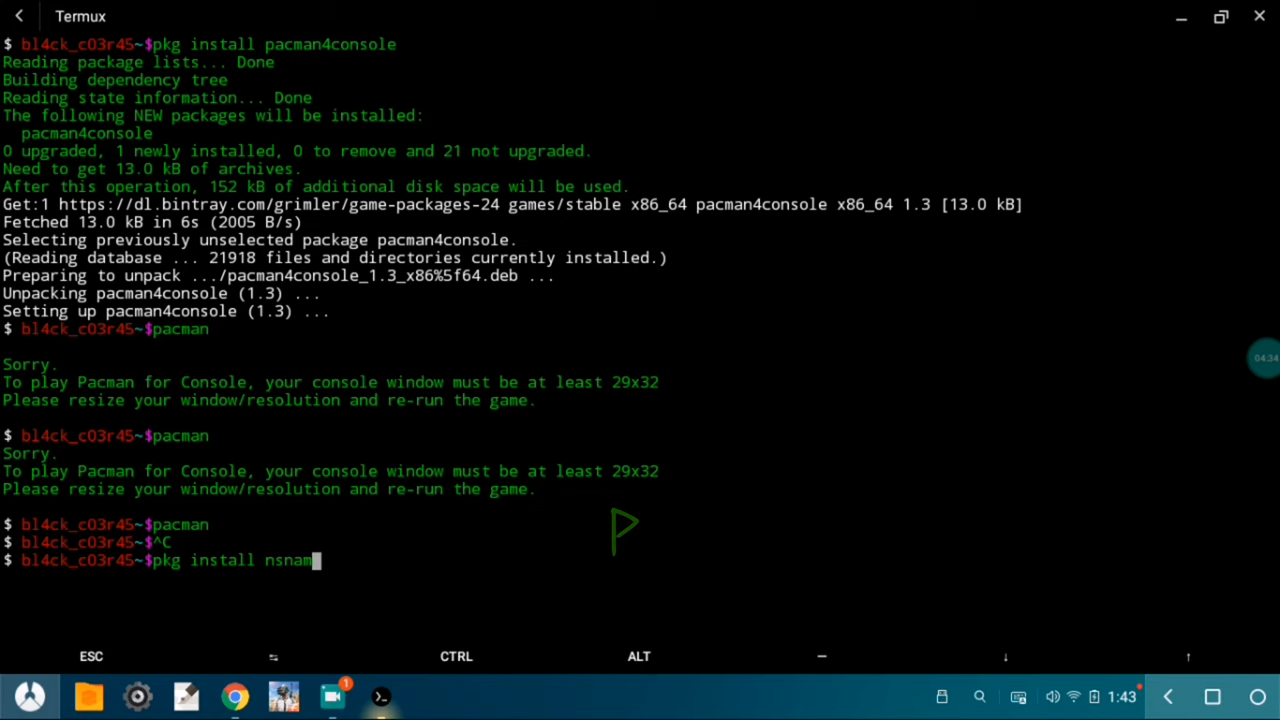 Termux
$ bl4ck_c03r45~$pkg install pacman4console
Reading package lists... Done
Building dependency tree
Reading state information... Done
The following NEW packages will be installed:
  pacman4console
0 upgraded, 1 newly installed, 0 to remove and 21 not upgraded.
Need to get 13.0 kB of archives.
After this operation, 152 kB of additional disk space will be used.
Get:1 https://dl.bintray.com/grimler/game-packages-24 games/stable x86_64 pacman4console x86_64 1.3 [13.0 kB]
Fetched 13.0 kB in 6s (2005 B/s)
Selecting previously unselected package pacman4console.
(Reading database ... 21918 files and directories currently installed.)
Preparing to unpack .../pacman4console_1.3_x86%5f64.deb ...
Unpacking pacman4console (1.3) ...
Setting up pacman4console (1.3) ...
$ bl4ck_c03r45~$pacman
Sorry.
To play Pacman for Console, your console window must be at least 29x32
Please resize your window/resolution and re-run the game.
04:34
$ bl4ck_c03r45~$pacman
Sorry.
To play Pacman for Console, your console window must be at least 29x32
Please resize your window/resolution and re-run the game.
$ bl4ck_c03r45~$pacman
$ bl4ck_c03r45~$^C
$ bl4ck_c03r45~$pkg install nsnam
ESC CTRL ALT – ↓ ↑
1 1:43